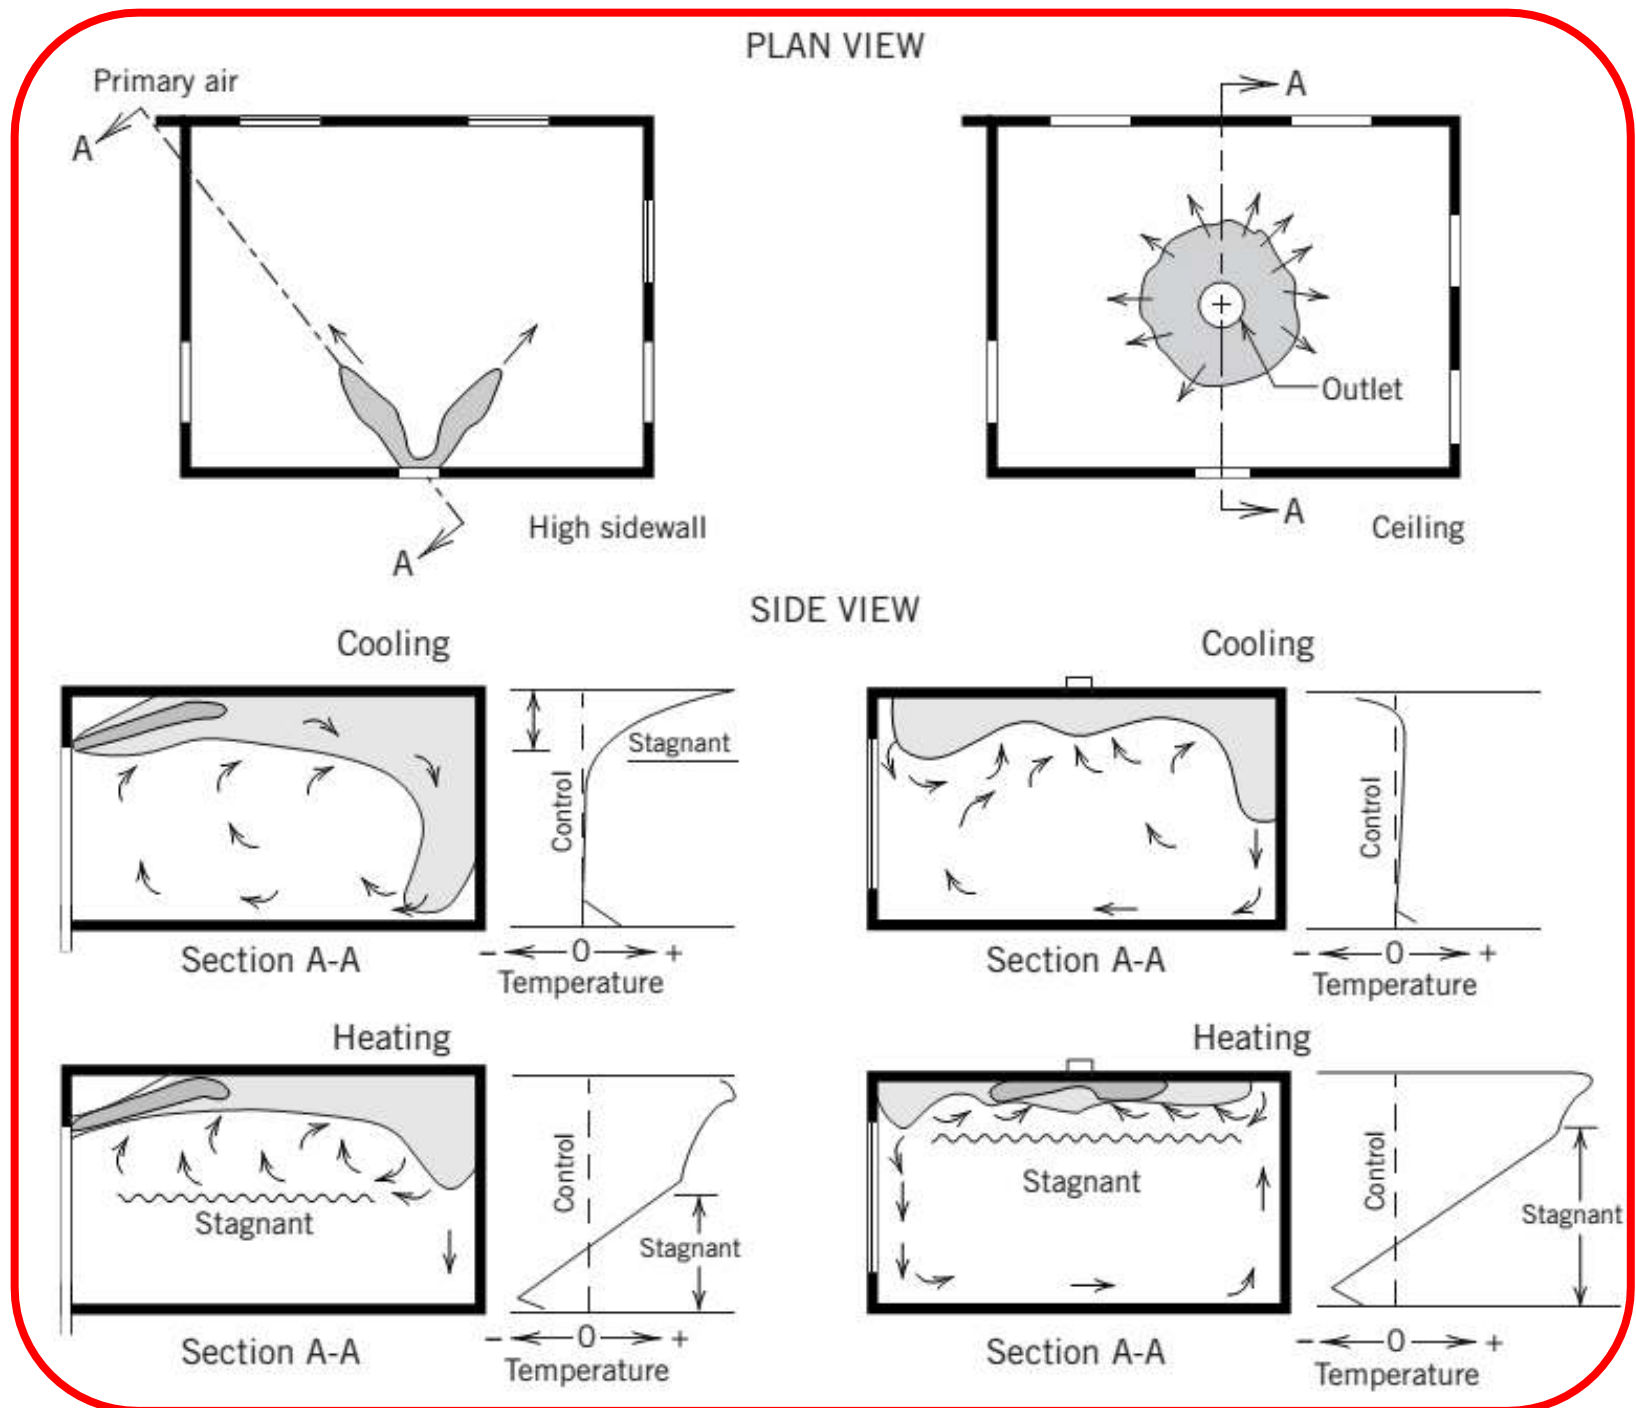 PLAN VIEW
Primary air
A
A
High sidewall
A
Outlet
A
Ceiling
SIDE VIEW
Cooling
Control
Stagnant
Section A-A
- 0 +
Temperature
Cooling
Control
Section A-A
- 0 +
Temperature
Heating
Stagnant
Control
Stagnant
Section A-A
- 0 +
Temperature
Heating
Stagnant
Control
Stagnant
Section A-A
- 0 +
Temperature